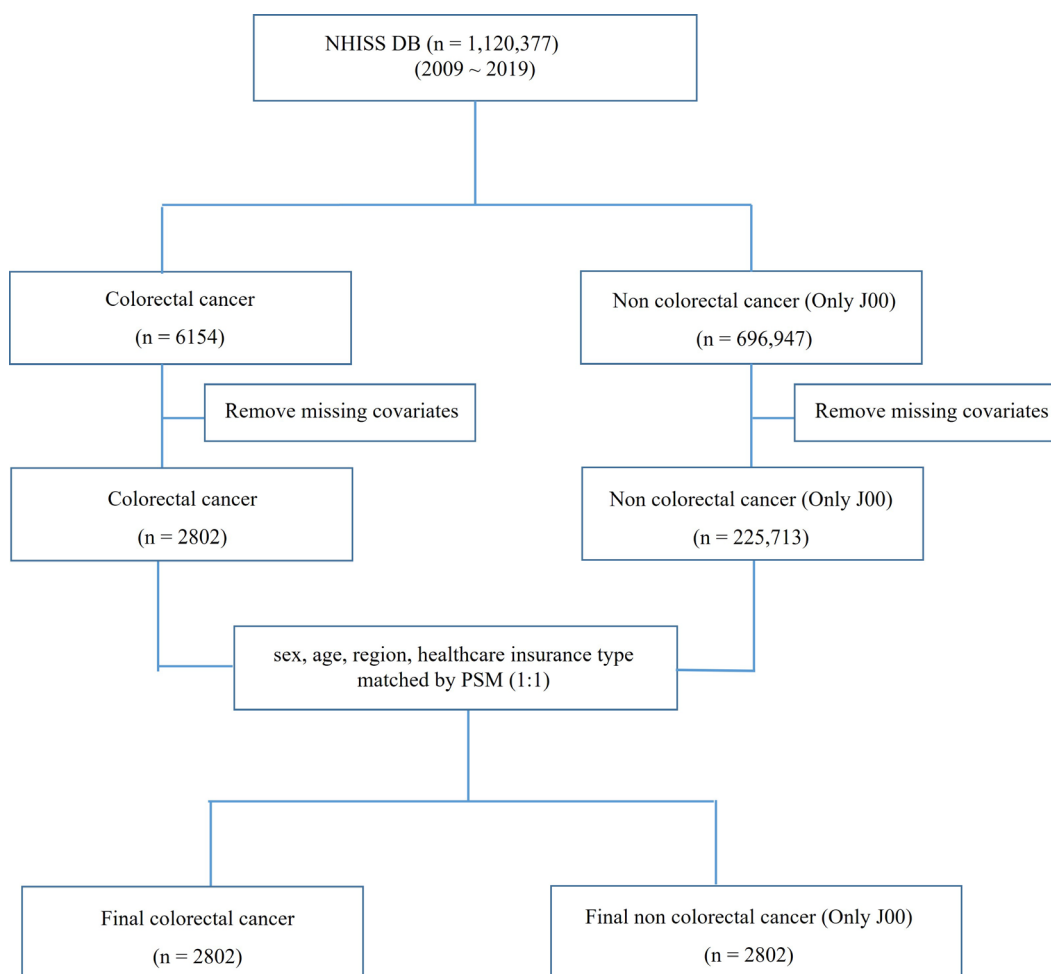 NHISS DB (n = 1,120,377)
(2009 ~ 2019)
Colorectal cancer
(n = 6154)
Non colorectal cancer (Only J00)
(n = 696,947)
Remove missing covariates
Remove missing covariates
Colorectal cancer
(n = 2802)
Non colorectal cancer (Only J00)
(n = 225,713)
sex, age, region, healthcare insurance type
matched by PSM (1:1)
Final colorectal cancer
(n = 2802)
Final non colorectal cancer (Only J00)
(n = 2802)